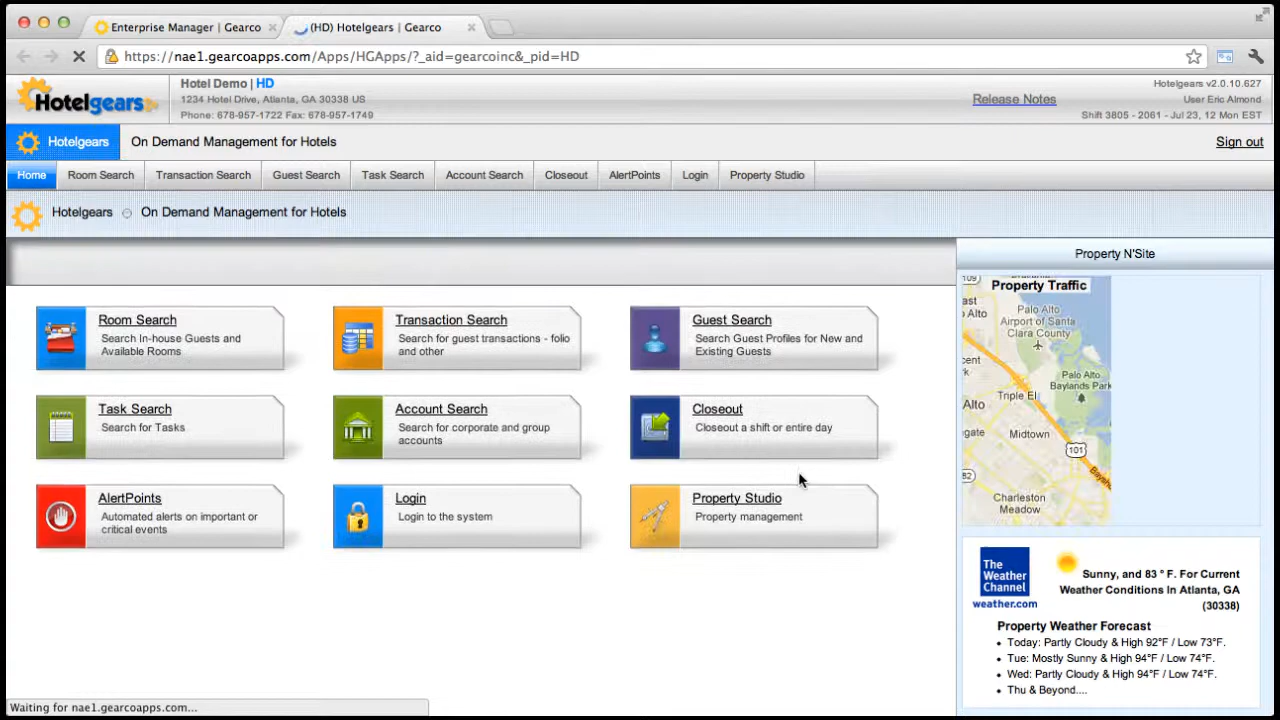 Enterprise Manager | Gearco
(HD) Hotelgears | Gearco
https://nae1.gearcoapps.com/Apps/HGApps/?_aid=gearcoinc&_pid=HD
Hotelgears
Hotel Demo | HD
1234 Hotel Drive, Atlanta, GA 30338 US
Phone: 678-957-1722 Fax: 678-957-1749
Release Notes
Hotelgears v2.0.10.627
User Eric Almond
Shift 3805 - 2061 - Jul 23, 12 Mon EST
Hotelgears
On Demand Management for Hotels
Sign out
Home
Room Search
Transaction Search
Guest Search
Task Search
Account Search
Closeout
AlertPoints
Login
Property Studio
Hotelgears
On Demand Management for Hotels
Room Search
Search In-house Guests and
Available Rooms
Transaction Search
Search for guest transactions - folio
and other
Guest Search
Search Guest Profiles for New and
Existing Guests
Task Search
Search for Tasks
Account Search
Search for corporate and group
accounts
Closeout
Closeout a shift or entire day
AlertPoints
Automated alerts on important or
critical events
Login
Login to the system
Property Studio
Property management
Property N'Site
109
Property Traffic
o Alto
Palo Alto
Airport of Santa
Clara County
cent
rk
Palo Alto
Baylands Park
Triple El
Alto
gate
Midtown
101
Baysh
82
Charleston
Meadow
The
Weather
Channel
weather.com
Sunny, and 83 ° F. For Current
Weather Conditions In Atlanta, GA
(30338)
Property Weather Forecast
• Today: Partly Cloudy & High 92°F / Low 73°F.
• Tue: Mostly Sunny & High 94°F / Low 74°F.
• Wed: Partly Cloudy & High 94°F / Low 74°F.
• Thu & Beyond....
Waiting for nae1.gearcoapps.com...